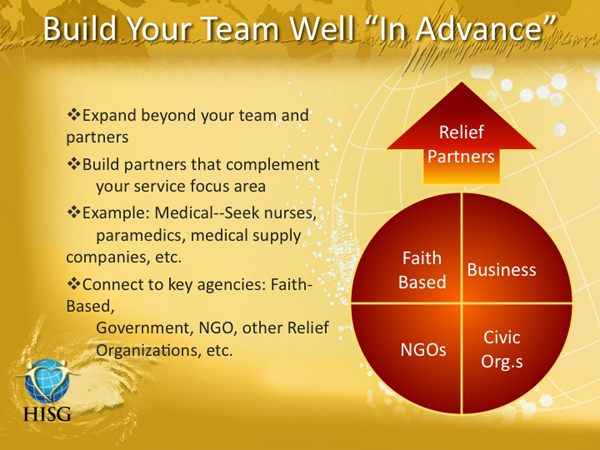 Build Your Team Well “In Advance”
❖Expand beyond your team and
partners
❖Build partners that complement
your service focus area
❖Example: Medical--Seek nurses,
paramedics, medical supply
companies, etc.
❖Connect to key agencies: Faith-
Based,
Government, NGO, other Relief
Organizations, etc.
Relief
Partners
Faith
Based
Business
NGOs
Civic
Org.s
HISG